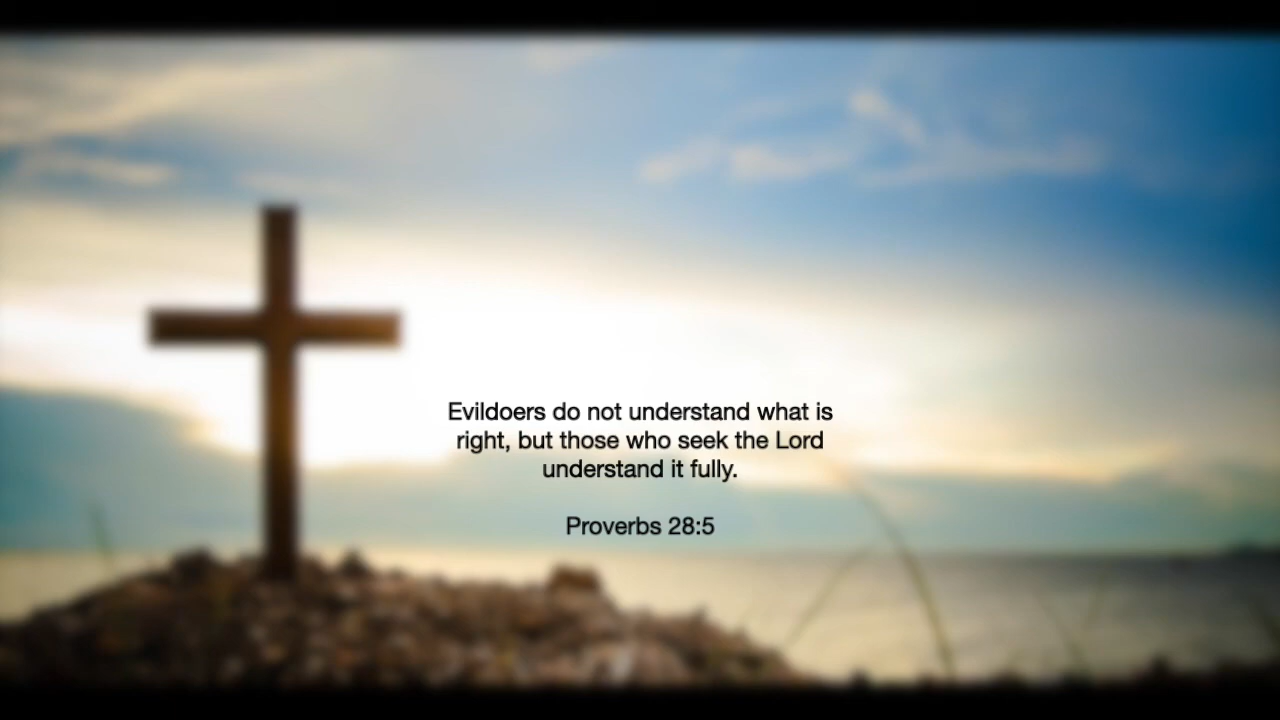 Evildoers do not understand what is
right, but those who seek the Lord
understand it fully.
Proverbs 28:5